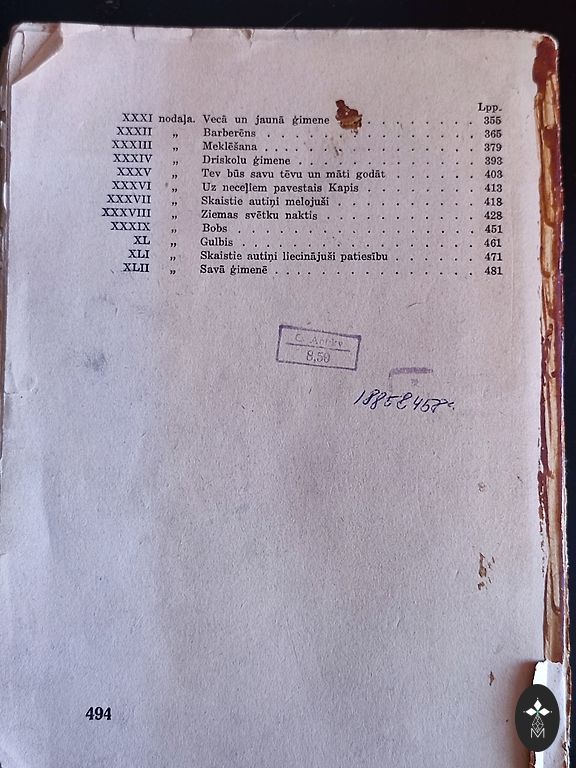 Lpp.
XXXI nodaļa. Vecā un jaunā ģimene . . . . . . . . 355
XXXII „ Barberēns . . . . . . . . . . . . . 365
XXXIII „ Meklēšana . . . . . . . . . . . . . 379
XXXIV „ Driskolu ģimene . . . . . . . . . . . 393
XXXV „ Tev būs savu tēvu un māti godāt . . . . . 403
XXXVI „ Uz neceļiem pavestais Kapis . . . . . . . 413
XXXVII „ Skaistie autiņi melojuši . . . . . . . . 418
XXXVIII „ Ziemas svētku naktis . . . . . . . . . 428
XXXIX „ Bobs . . . . . . . . . . . . . . . 451
XL „ Gulbis . . . . . . . . . . . . . . 461
XLI „ Skaistie autiņi liecinājuši patiesību . . . . 471
XLII „ Savā ģimenē . . . . . . . . . . . . 481
8,50
494